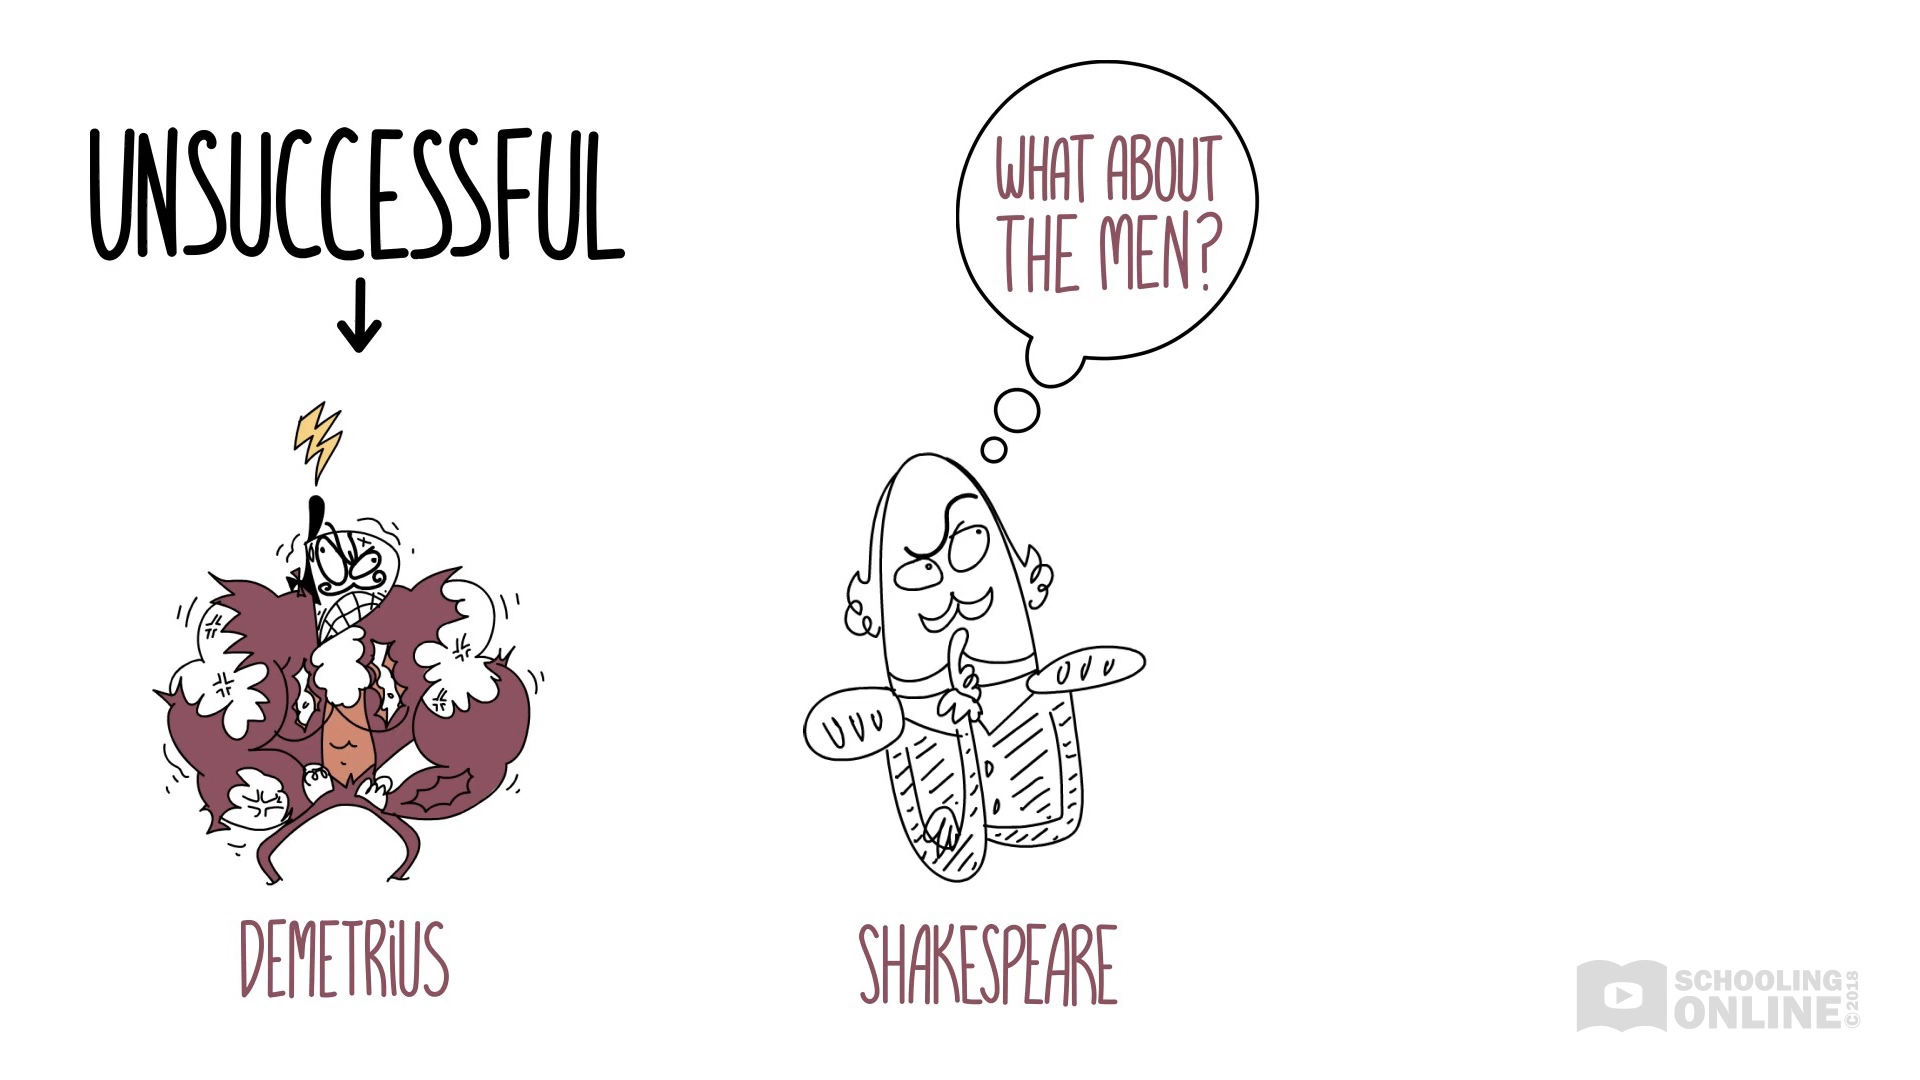 UNSUCCESSFUL
WHAT ABOUT
THE MEN?
DEMETRiUS
SHAKESPEARE
SCHOOLING
ONLINE
©2018